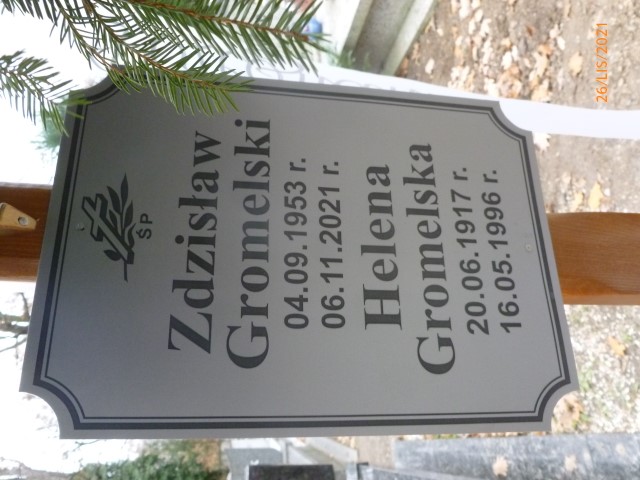 ŚP
Zdzisław
Gromelski
04.09.1953 r.
06.11.2021 r.
Helena
Gromelska
20.06.1917 r.
16.05.1996 r.
26/LIS/2021